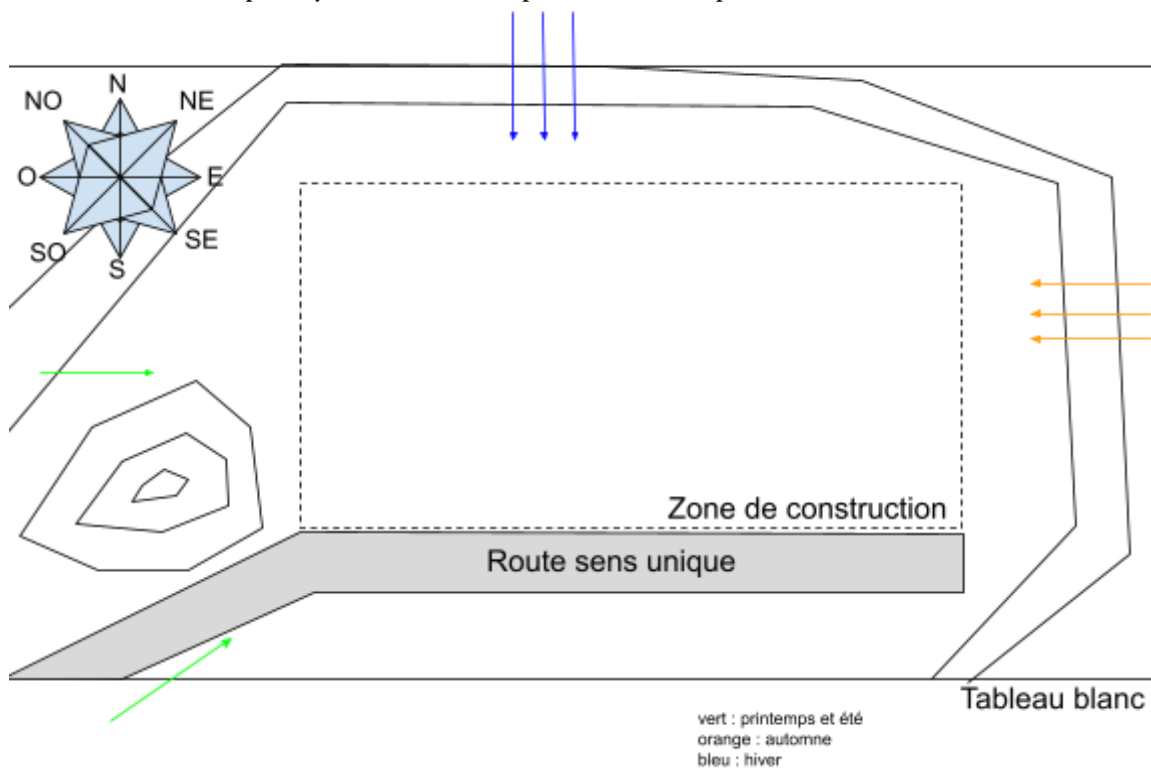 N
NO
NE
O
E
SO
SE
S
Zone de construction
Route sens unique
Tableau blanc
vert : printemps et été
orange : automne
bleu : hiver